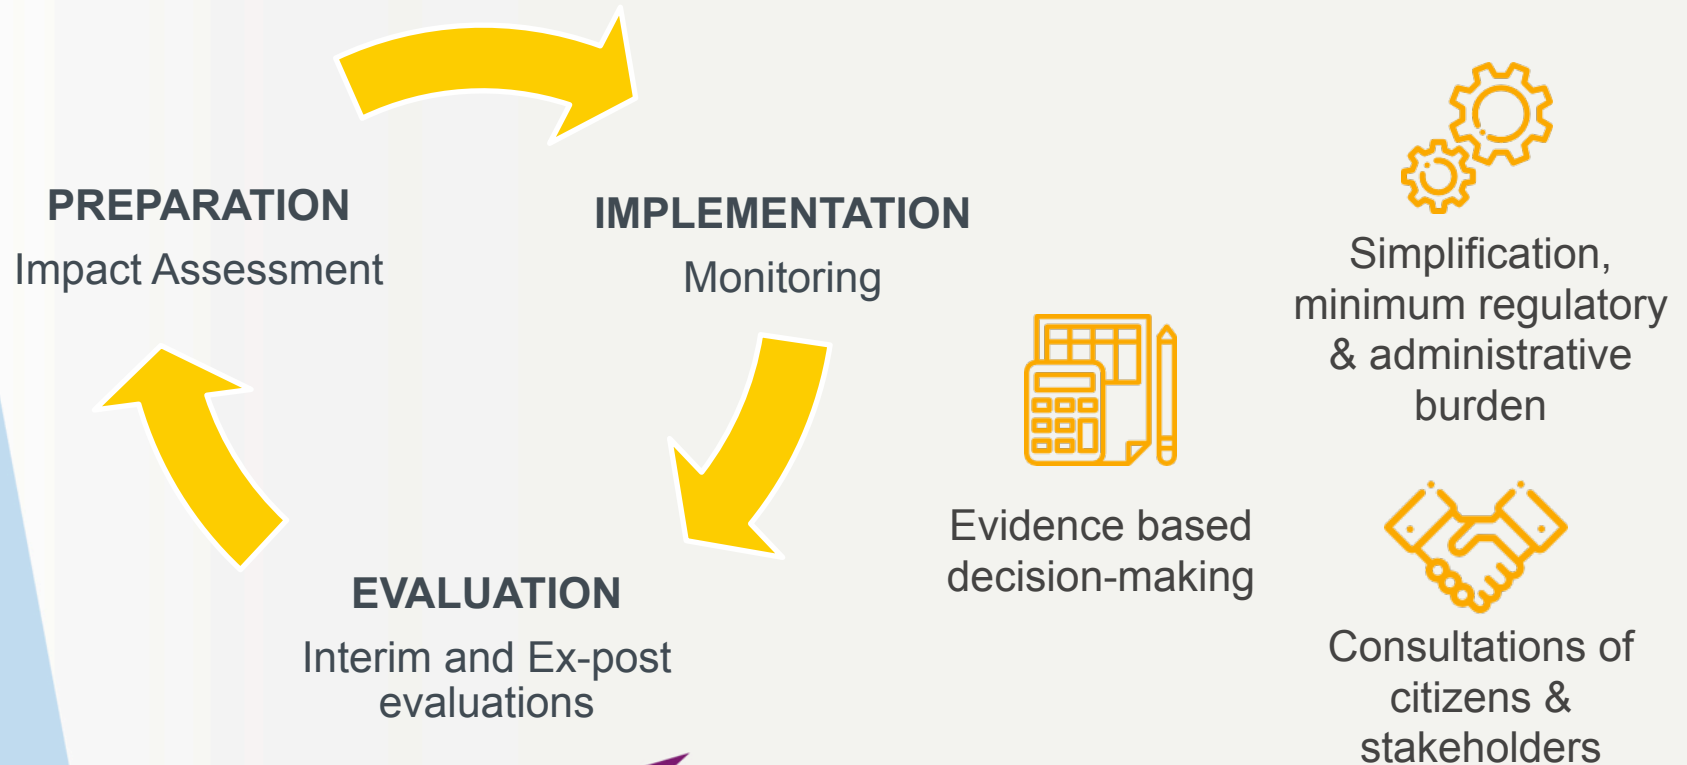 PREPARATION
Impact Assessment
IMPLEMENTATION
Monitoring
EVALUATION
Interim and Ex-post
evaluations
Evidence based
decision-making
Simplification,
minimum regulatory
& administrative
burden
Consultations of
citizens &
stakeholders